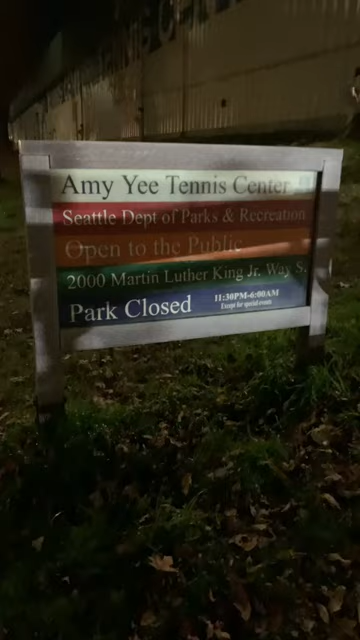 Amy Yee Tennis Center
Seattle Dept of Parks & Recreation
Open to the Public
2000 Martin Luther King Jr. Way S.
Park Closed 11:30PM-6:00AM
Except for special events